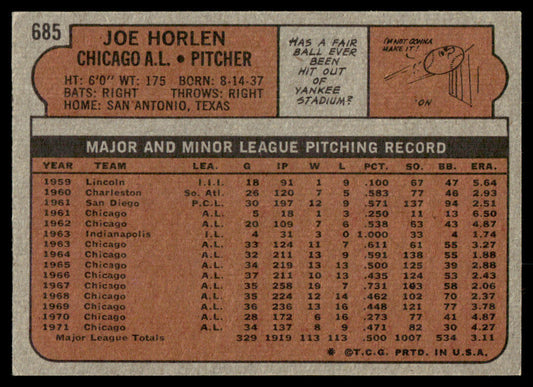 685
JOE HORLEN
CHICAGO A.L. • PITCHER
HT: 6'0" WT: 175 BORN: 8-14-37
BATS: RIGHT THROWS: RIGHT
HOME: SAN ANTONIO, TEXAS
HAS A FAIR
BALL EVER
BEEN
HIT OUT
OF
YANKEE
STADIUM?
I'M NOT GONNA
MAKE IT!
ON
MAJOR AND MINOR LEAGUE PITCHING RECORD
YEAR TEAM LEA. G IP W L PCT. SO. BB. ERA.
1959 Lincoln I.I.I. 18 91 1 9 .100 67 47 5.64
1960 Charleston So. Atl. 26 120 7 5 .583 77 46 2.93
1961 San Diego P.C.L. 30 197 12 9 .571 137 94 2.51
1961 Chicago A.L. 5 18 1 3 .250 11 13 6.50
1962 Chicago A.L. 20 109 7 6 .538 63 43 4.87
1963 Indianapolis I.L. 4 31 3 0 1.000 33 4 1.74
1963 Chicago A.L. 33 124 11 7 .611 61 55 3.27
1964 Chicago A.L. 32 211 13 9 .591 138 55 1.88
1965 Chicago A.L. 34 219 13 13 .500 125 39 2.88
1966 Chicago A.L. 37 211 10 13 .435 124 53 2.43
1967 Chicago A.L. 35 258 19 7 .731 103 58 2.06
1968 Chicago A.L. 35 224 12 14 .462 102 70 2.37
1969 Chicago A.L. 36 236 13 16 .448 121 77 3.78
1970 Chicago A.L. 28 172 6 16 .273 77 41 4.87
1971 Chicago A.L. 34 137 8 9 .471 82 30 4.27
Major League Totals 329 1919 113 113 .500 1007 534 3.11
* © T.C.G. PRTD. IN U.S.A.